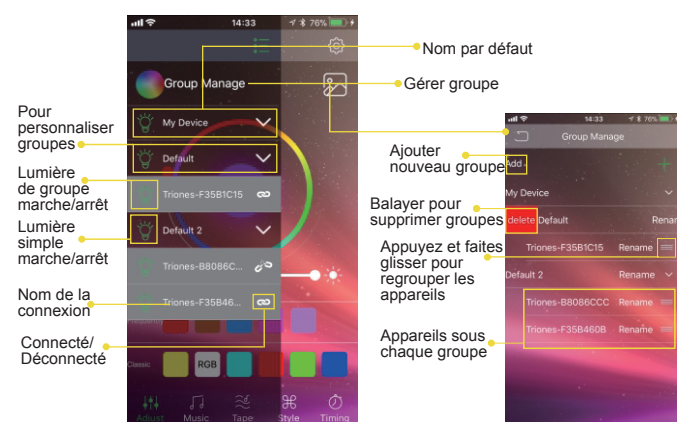 14:33
76%
Nom par défaut
Group Manage
Gérer groupe
Pour
personnaliser
groupes
My Device
Default
Lumière
de groupe
marche/arrêt
Triones-F35B1C15
Lumière
simple
marche/arrêt
Default 2
Triones-B8086C...
Nom de la
connexion
Triones-F35B46...
Connecté/
Déconnecté
Classic
RGB
Adjust
Music
Tape
Style
Timing
14:33
76%
Group Manage
Ajouter
nouveau groupe
Add
My Device
Balayer pour
supprimer groupes
delete Default
Renar
Appuyez et faites
glisser pour
regrouper les
appareils
Triones-F35B1C15 Rename
Default 2 Rename
Triones-B8086CCC Rename
Triones-F35B460B Rename
Appareils sous
chaque groupe